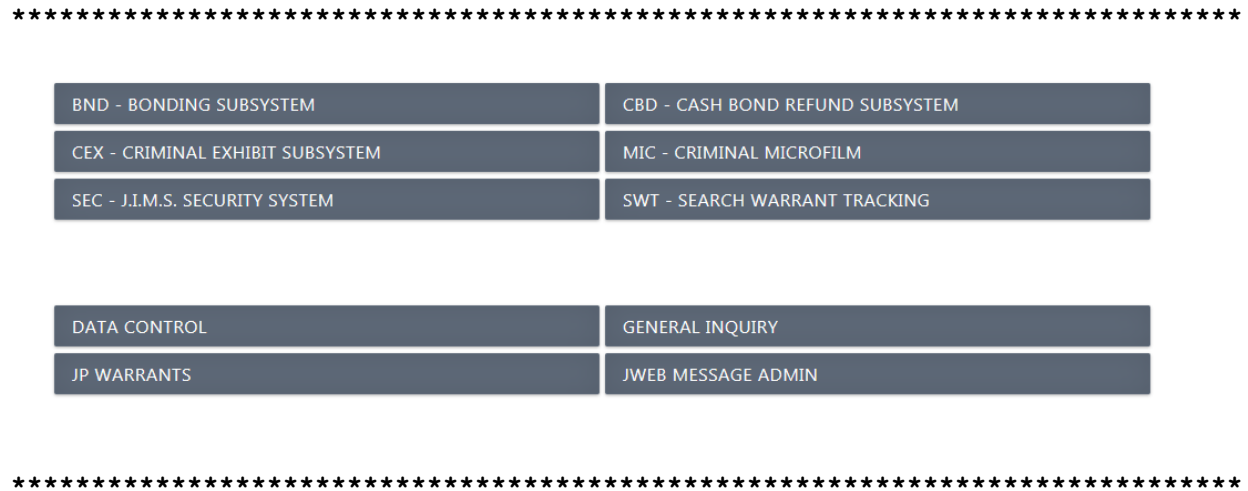 *****************************************************************************
BND - BONDING SUBSYSTEM CBD - CASH BOND REFUND SUBSYSTEM
CEX - CRIMINAL EXHIBIT SUBSYSTEM MIC - CRIMINAL MICROFILM
SEC - J.I.M.S. SECURITY SYSTEM SWT - SEARCH WARRANT TRACKING
DATA CONTROL GENERAL INQUIRY
JP WARRANTS JWEB MESSAGE ADMIN
*****************************************************************************